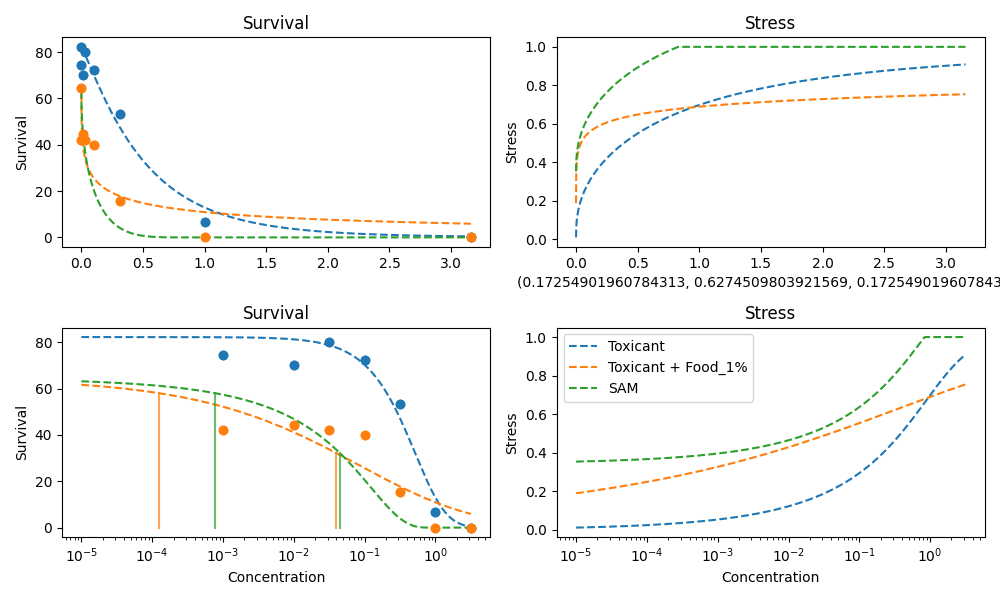 Survival
Survival
80
60
40
20
0
0.0 0.5 1.0 1.5 2.0 2.5 3.0
Stress
Stress
1.0
0.8
0.6
0.4
0.2
0.0
0.0 0.5 1.0 1.5 2.0 2.5 3.0
(0.17254901960784313, 0.6274509803921569, 0.172549019607843
Survival
Survival
80
60
40
20
0
10⁻⁵ 10⁻⁴ 10⁻³ 10⁻² 10⁻¹ 10⁰
Concentration
Stress
Stress
1.0
0.8
0.6
0.4
0.2
0.0
Toxicant
Toxicant + Food_1%
SAM
10⁻⁵ 10⁻⁴ 10⁻³ 10⁻² 10⁻¹ 10⁰
Concentration